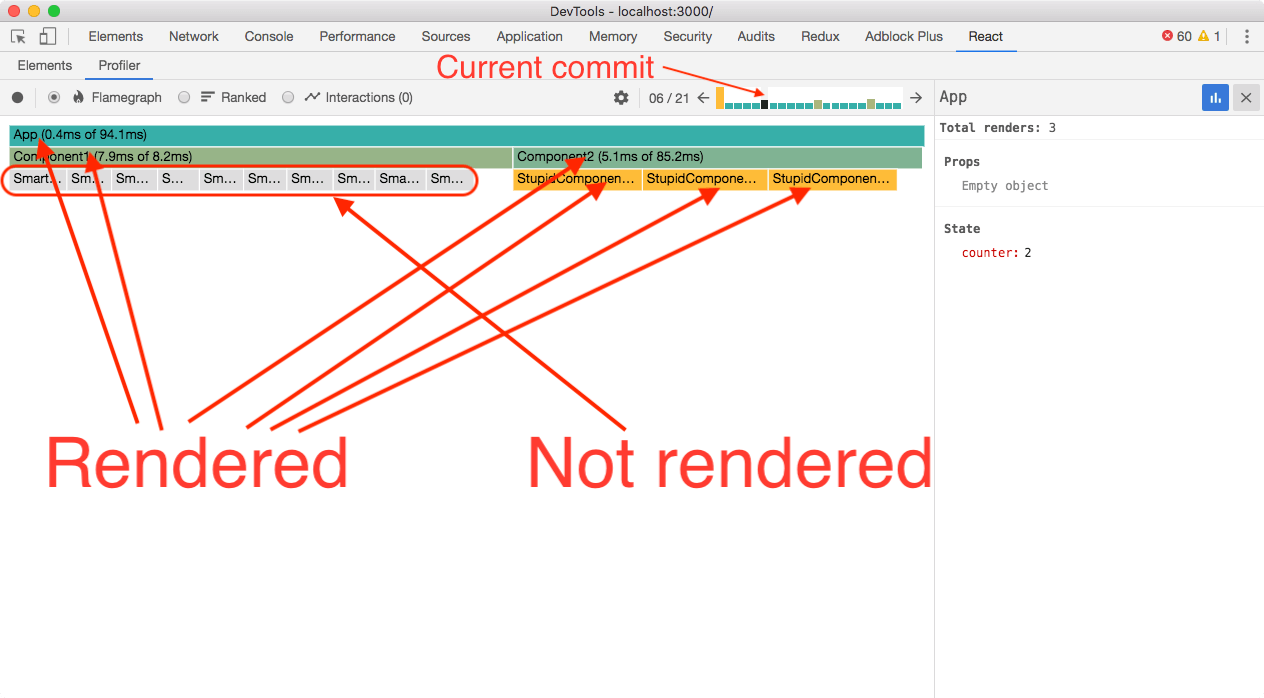 DevTools - localhost:3000/
Elements Network Console Performance Sources Application Memory Security Audits Redux Adblock Plus React 60 1
Elements Profiler
Current commit
Flamegraph Ranked Interactions (0) 06 / 21
App
App (0.4ms of 94.1ms)
Total renders: 3
Component1 (7.9ms of 8.2ms) Component2 (5.1ms of 85.2ms)
Props
Smart… Sm… Sm… S… Sm… Sm… Sm… Sm… Sma… Sm… StupidComponen… StupidCompone… StupidComponen…
Empty object
State
counter: 2
Rendered Not rendered